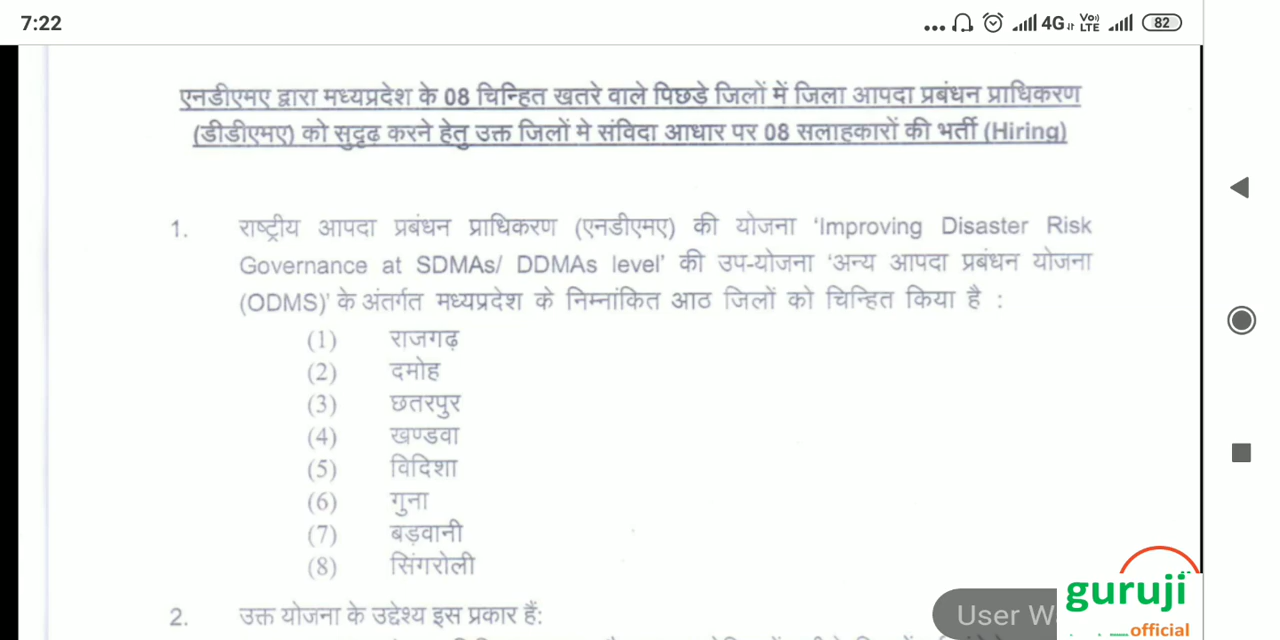 7:22
4G
Vo))
LTE
82
एनडीएमए द्वारा मध्यप्रदेश के 08 चिन्हित खतरे वाले पिछडे जिलों में जिला आपदा प्रबंधन प्राधिकरण
(डीडीएमए) को सुदृढ करने हेतु उक्त जिलों मे संविदा आधार पर 08 सलाहकारों की भर्ती (Hiring)
1. राष्ट्रीय आपदा प्रबंधन प्राधिकरण (एनडीएमए) की योजना 'Improving Disaster Risk
Governance at SDMAs/ DDMAs level' की उप-योजना 'अन्य आपदा प्रबंधन योजना
(ODMS)' के अंतर्गत मध्यप्रदेश के निम्नांकित आठ जिलों को चिन्हित किया है :
(1) राजगढ़
(2) दमोह
(3) छतरपुर
(4) खण्डवा
(5) विदिशा
(6) गुना
(7) बड़वानी
(8) सिंगरोली
2. उक्त योजना के उद्देश्य इस प्रकार हैं:
User W
guruji
official